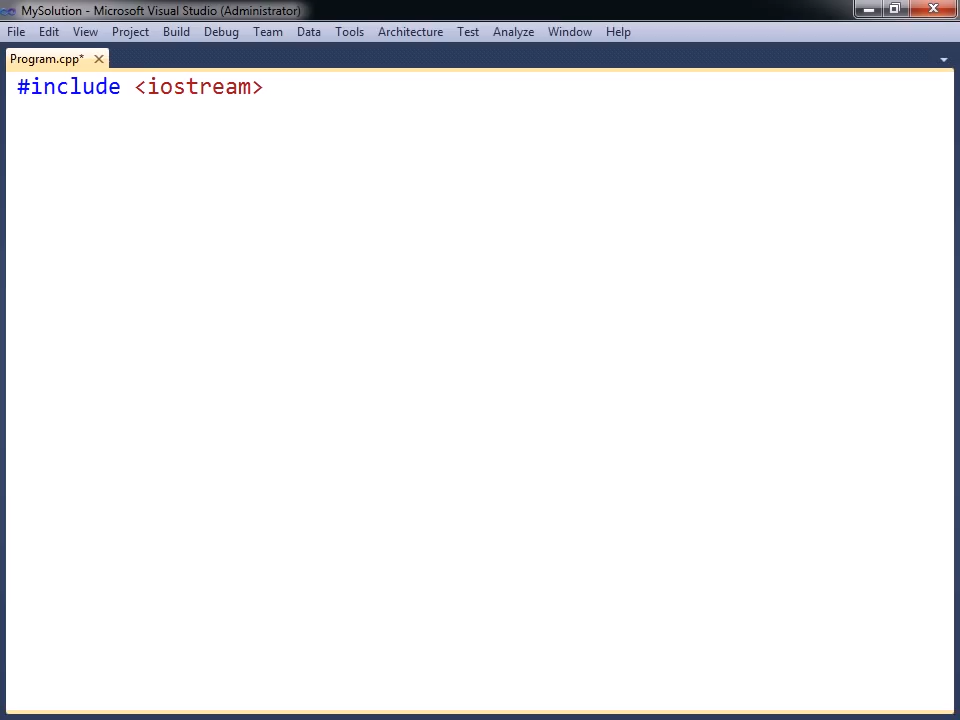 MySolution - Microsoft Visual Studio (Administrator)
File Edit View Project Build Debug Team Data Tools Architecture Test Analyze Window Help
Program.cpp*
#include <iostream>